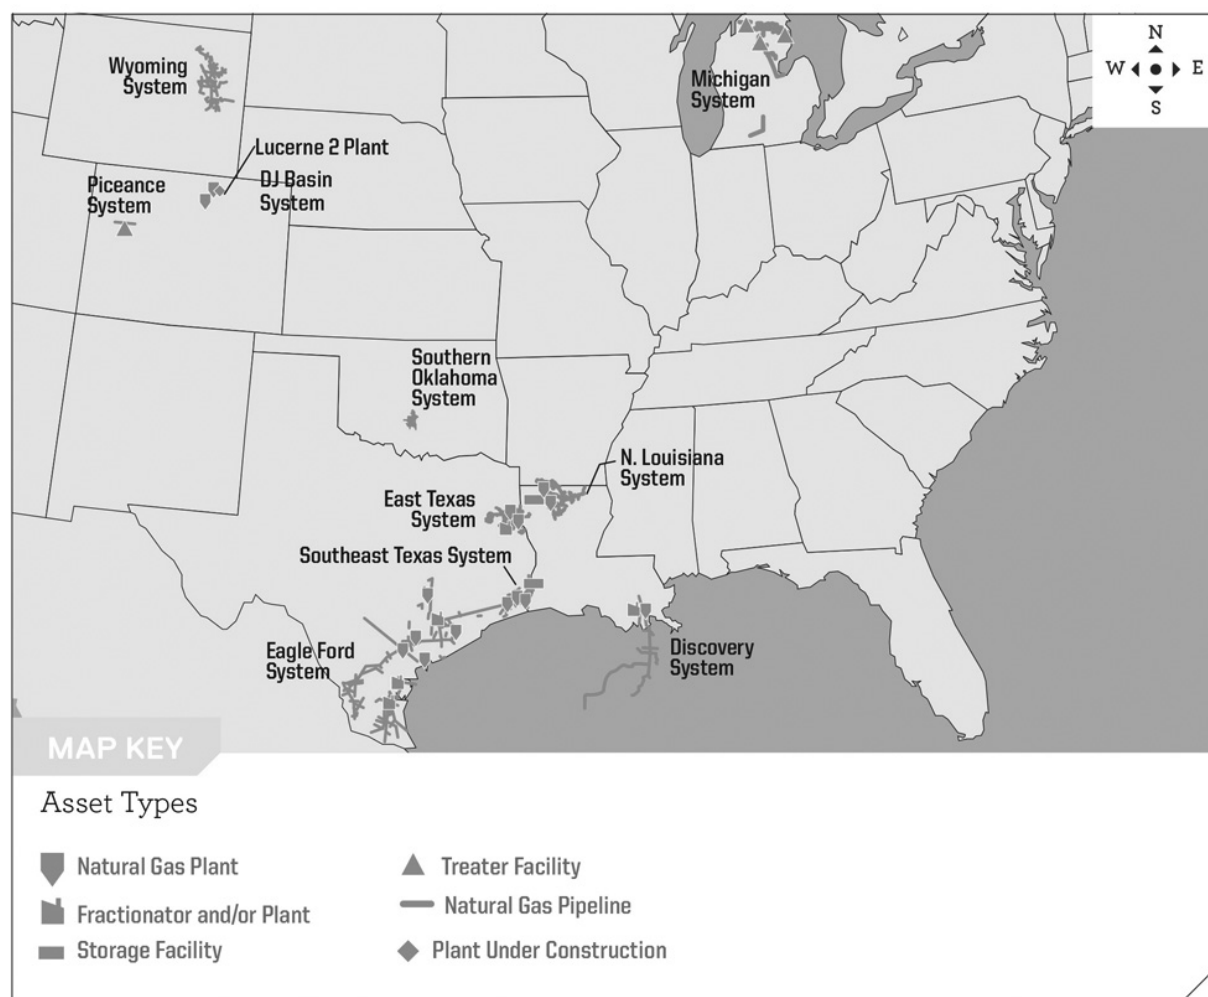 N
W
E
S
Wyoming
System
Michigan
System
Lucerne 2 Plant
DJ Basin
System
Piceance
System
Southern
Oklahoma
System
N. Louisiana
System
East Texas
System
Southeast Texas System
Eagle Ford
System
Discovery
System
MAP KEY
Asset Types
Natural Gas Plant
Treater Facility
Fractionator and/or Plant
Natural Gas Pipeline
Storage Facility
Plant Under Construction